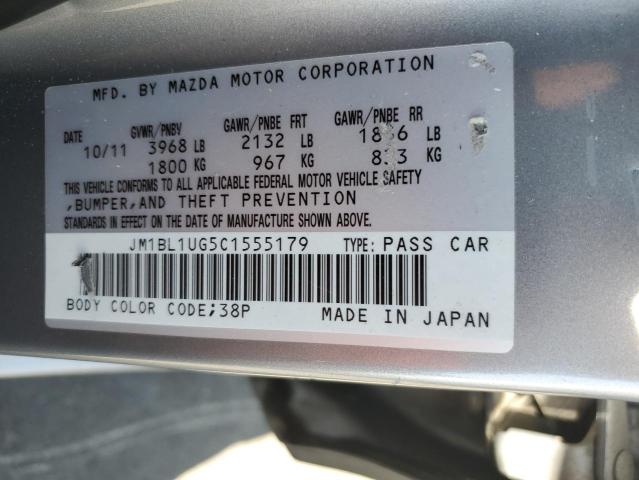 MFD. BY MAZDA MOTOR CORPORATION
DATE GVWR/PNBV GAWR/PNBE FRT GAWR/PNBE RR
10/11 3968 LB 2132 LB LB
1800 KG 967 KG KG
THIS VEHICLE CONFORMS TO ALL APPLICABLE FEDERAL MOTOR VEHICLE SAFETY
,BUMPER,AND THEFT PREVENTION
STANDARDS IN EFFECT ON THE DATE OF MANUFACTURE SHOWN ABOVE.
JM1BL1UG5C1555179 TYPE: PASS CAR
BODY COLOR CODE;38P MADE IN JAPAN